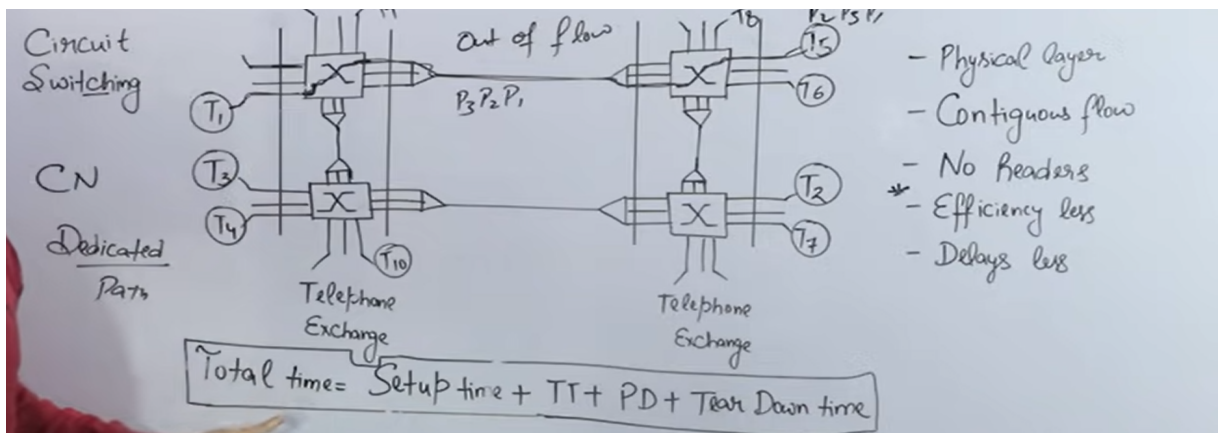 Circuit
Switching
CN
Dedicated
Path
T1
T3
T4
T10
Out of flow
P3 P2 P1
T8
P2 P3 P1
T5
T6
T2
T7
Telephone
Exchange
Telephone
Exchange
- Physical layer
- Contiguous flow
- No Headers
* - Efficiency less
- Delays less
Total time = Setup time + TT + PD + Tear Down time